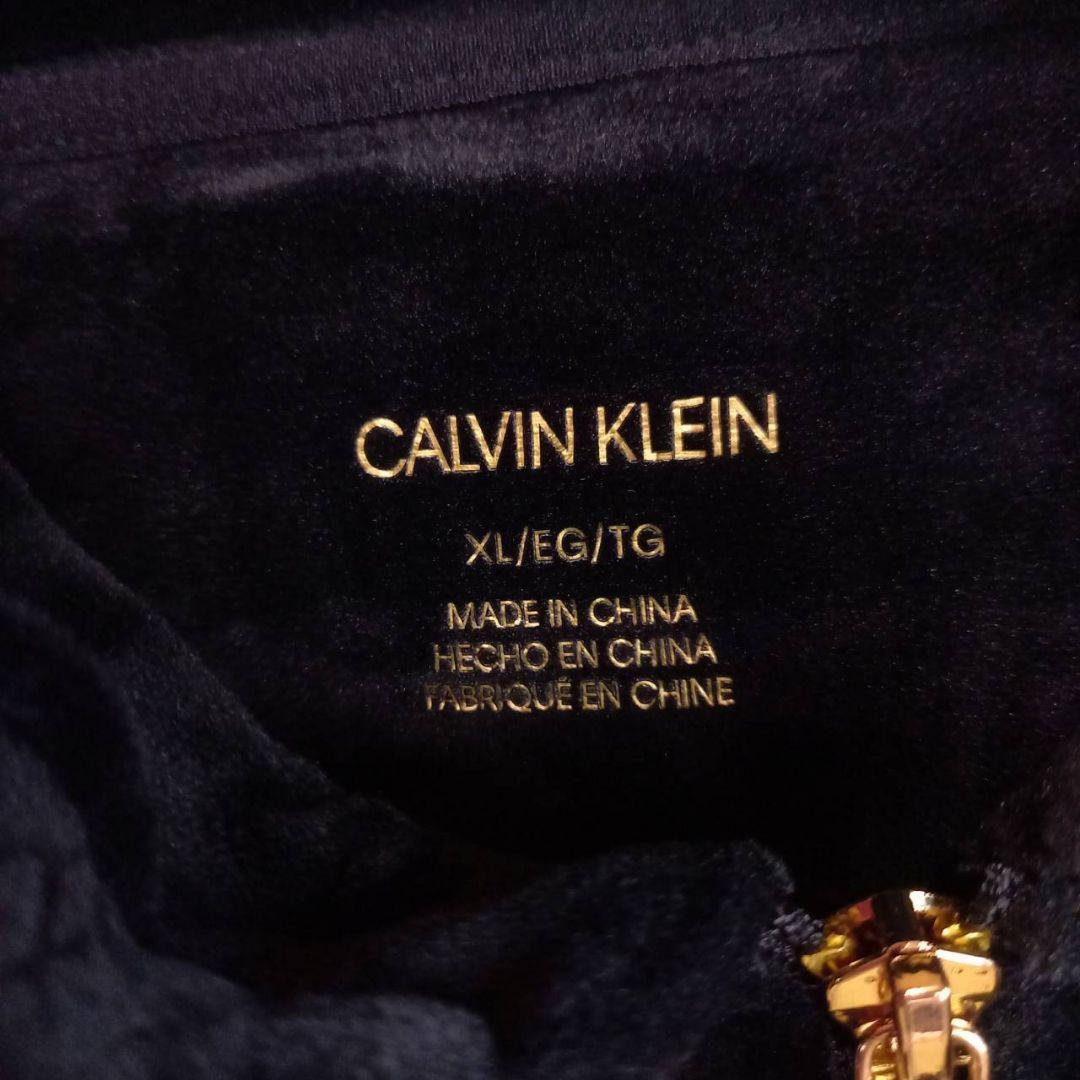 CALVIN KLEIN
XL/EG/TG
MADE IN CHINA
HECHO EN CHINA
FABRIQUÉ EN CHINE